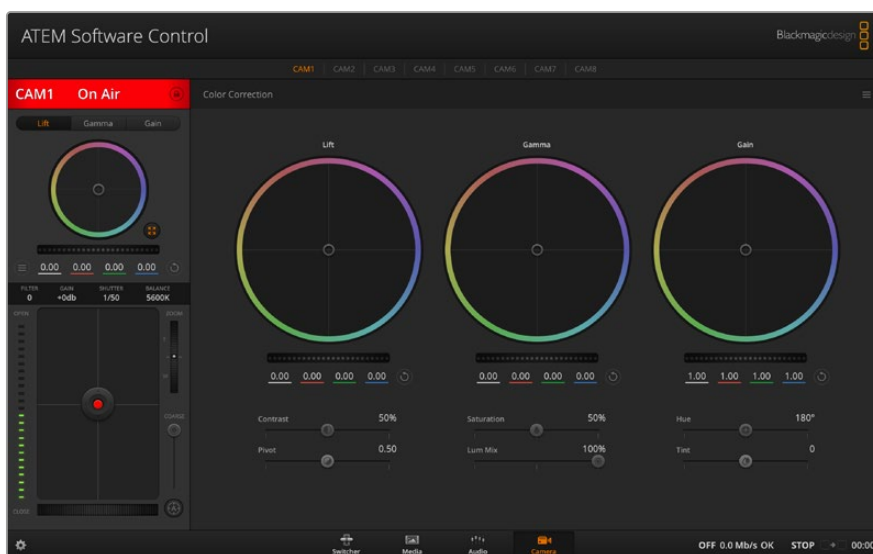 ATEM Software Control
Blackmagicdesign
CAM1 CAM2 CAM3 CAM4 CAM5 CAM6 CAM7 CAM8
CAM1 On Air
Color Correction
Lift Gamma Gain
Lift Gamma Gain
0.00 0.00 0.00 0.00
FILTER GAIN SHUTTER BALANCE
0 +0db 1/50 5600K
OPEN ZOOM
T
W
COARSE
CLOSE
0.00 0.00 0.00 0.00 0.00 0.00 0.00 0.00 1.00 1.00 1.00 1.00
Contrast 50% Saturation 50% Hue 180°
Pivot 0.50 Lum Mix 100% Tint 0
Switcher Media Audio Camera
OFF 0.0 Mb/s OK STOP 00:00